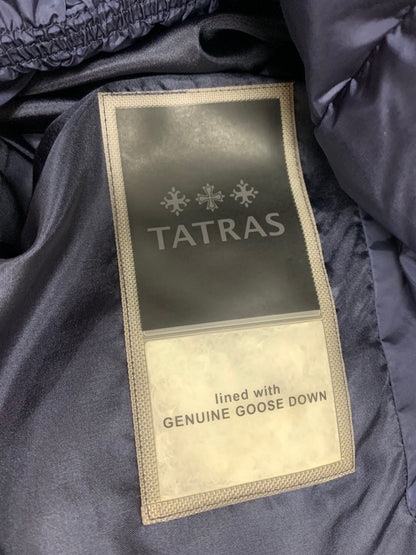 TATRAS
lined with
GENUINE GOOSE DOWN